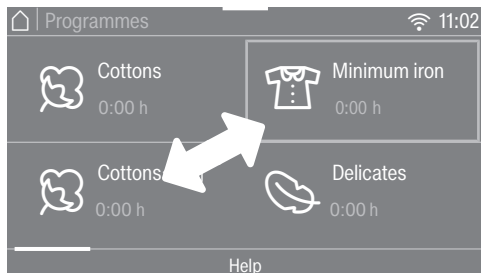 Programmes 11:02
Cottons Minimum iron
0:00 h 0:00 h
Cottons Delicates
0:00 h 0:00 h
Help